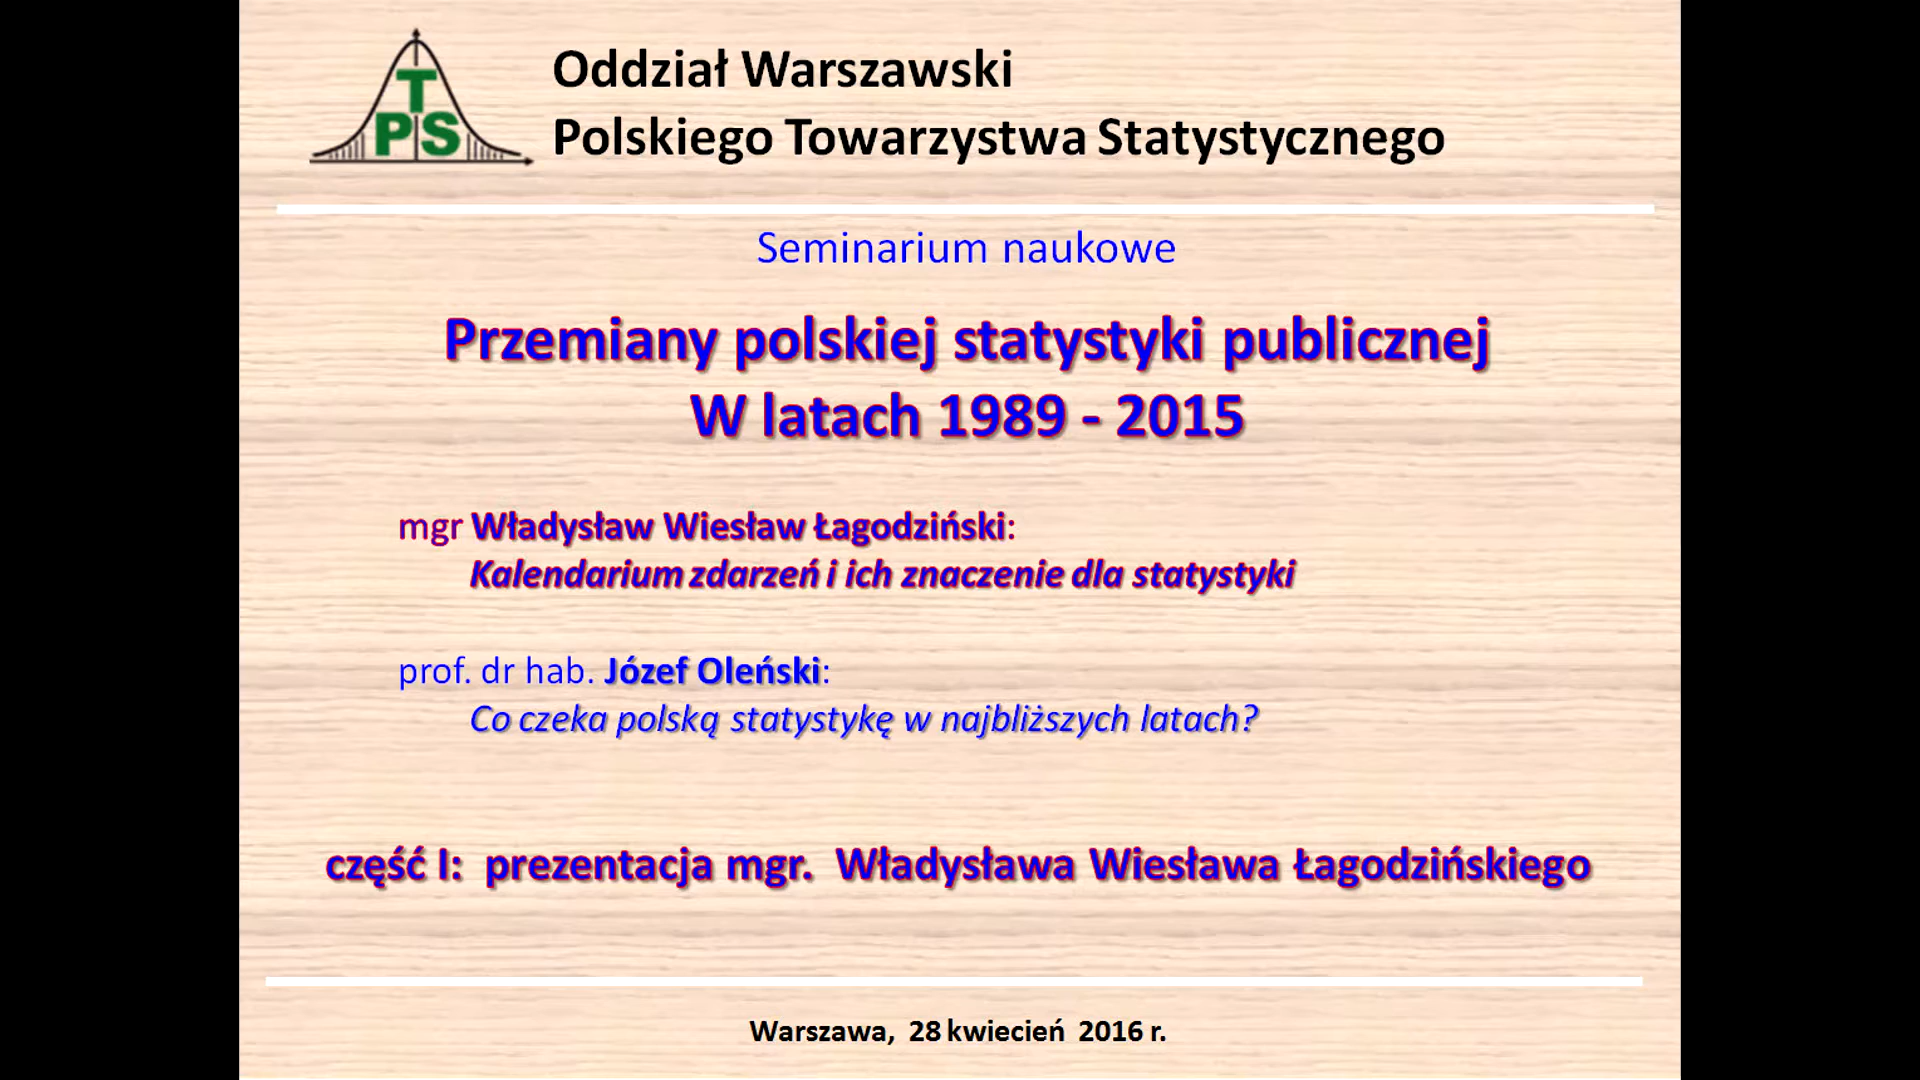 T
PS
Oddział Warszawski
Polskiego Towarzystwa Statystycznego
Seminarium naukowe
Przemiany polskiej statystyki publicznej
W latach 1989 - 2015
mgr Władysław Wiesław Łagodziński:
Kalendarium zdarzeń i ich znaczenie dla statystyki
prof. dr hab. Józef Oleński:
Co czeka polską statystykę w najbliższych latach?
część I: prezentacja mgr. Władysława Wiesława Łagodzińskiego
Warszawa, 28 kwiecień 2016 r.